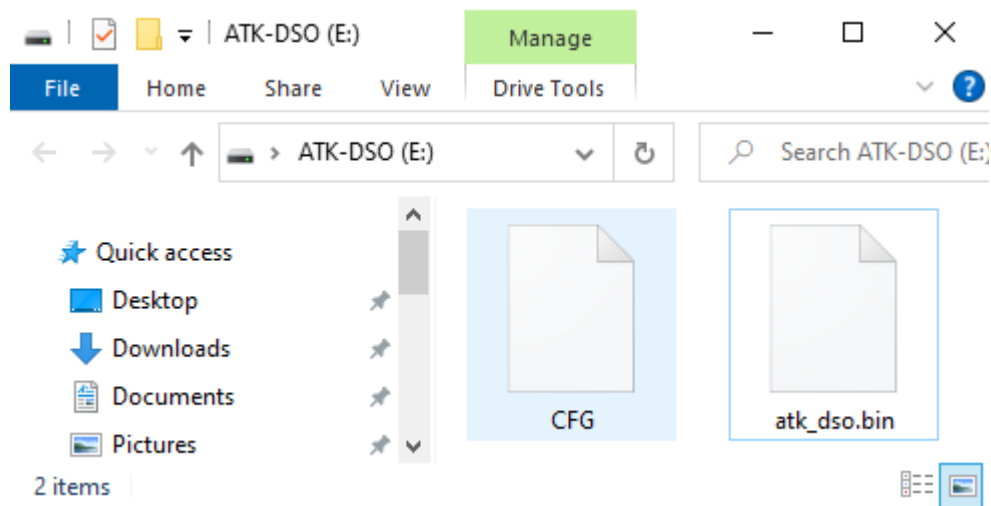 ATK-DSO (E:)
Manage
File
Home
Share
View
Drive Tools
ATK-DSO (E:)
Search ATK-DSO (E:)
Quick access
Desktop
Downloads
Documents
Pictures
CFG
atk_dso.bin
2 items